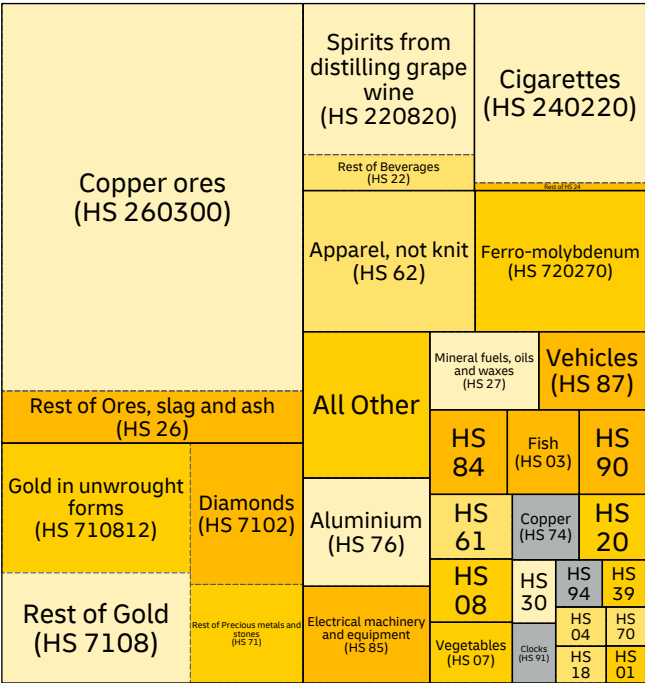 Copper ores
(HS 260300)
Rest of Ores, slag and ash
(HS 26)
Gold in unwrought
forms
(HS 710812)
Diamonds
(HS 7102)
Rest of Gold
(HS 7108)
Rest of Precious metals and
stones
(HS 71)
Spirits from
distilling grape
wine
(HS 220820)
Rest of Beverages
(HS 22)
Cigarettes
(HS 240220)
Rest of HS 24
Apparel, not knit
(HS 62)
Ferro-molybdenum
(HS 720270)
All Other
Mineral fuels, oils
and waxes
(HS 27)
Vehicles
(HS 87)
HS
84
Fish
(HS 03)
HS
90
Aluminium
(HS 76)
HS
61
Copper
(HS 74)
HS
20
Electrical machinery
and equipment
(HS 85)
HS
08
HS
30
HS
94
HS
39
Vegetables
(HS 07)
Clocks
(HS 91)
HS
04
HS
70
HS
18
HS
01